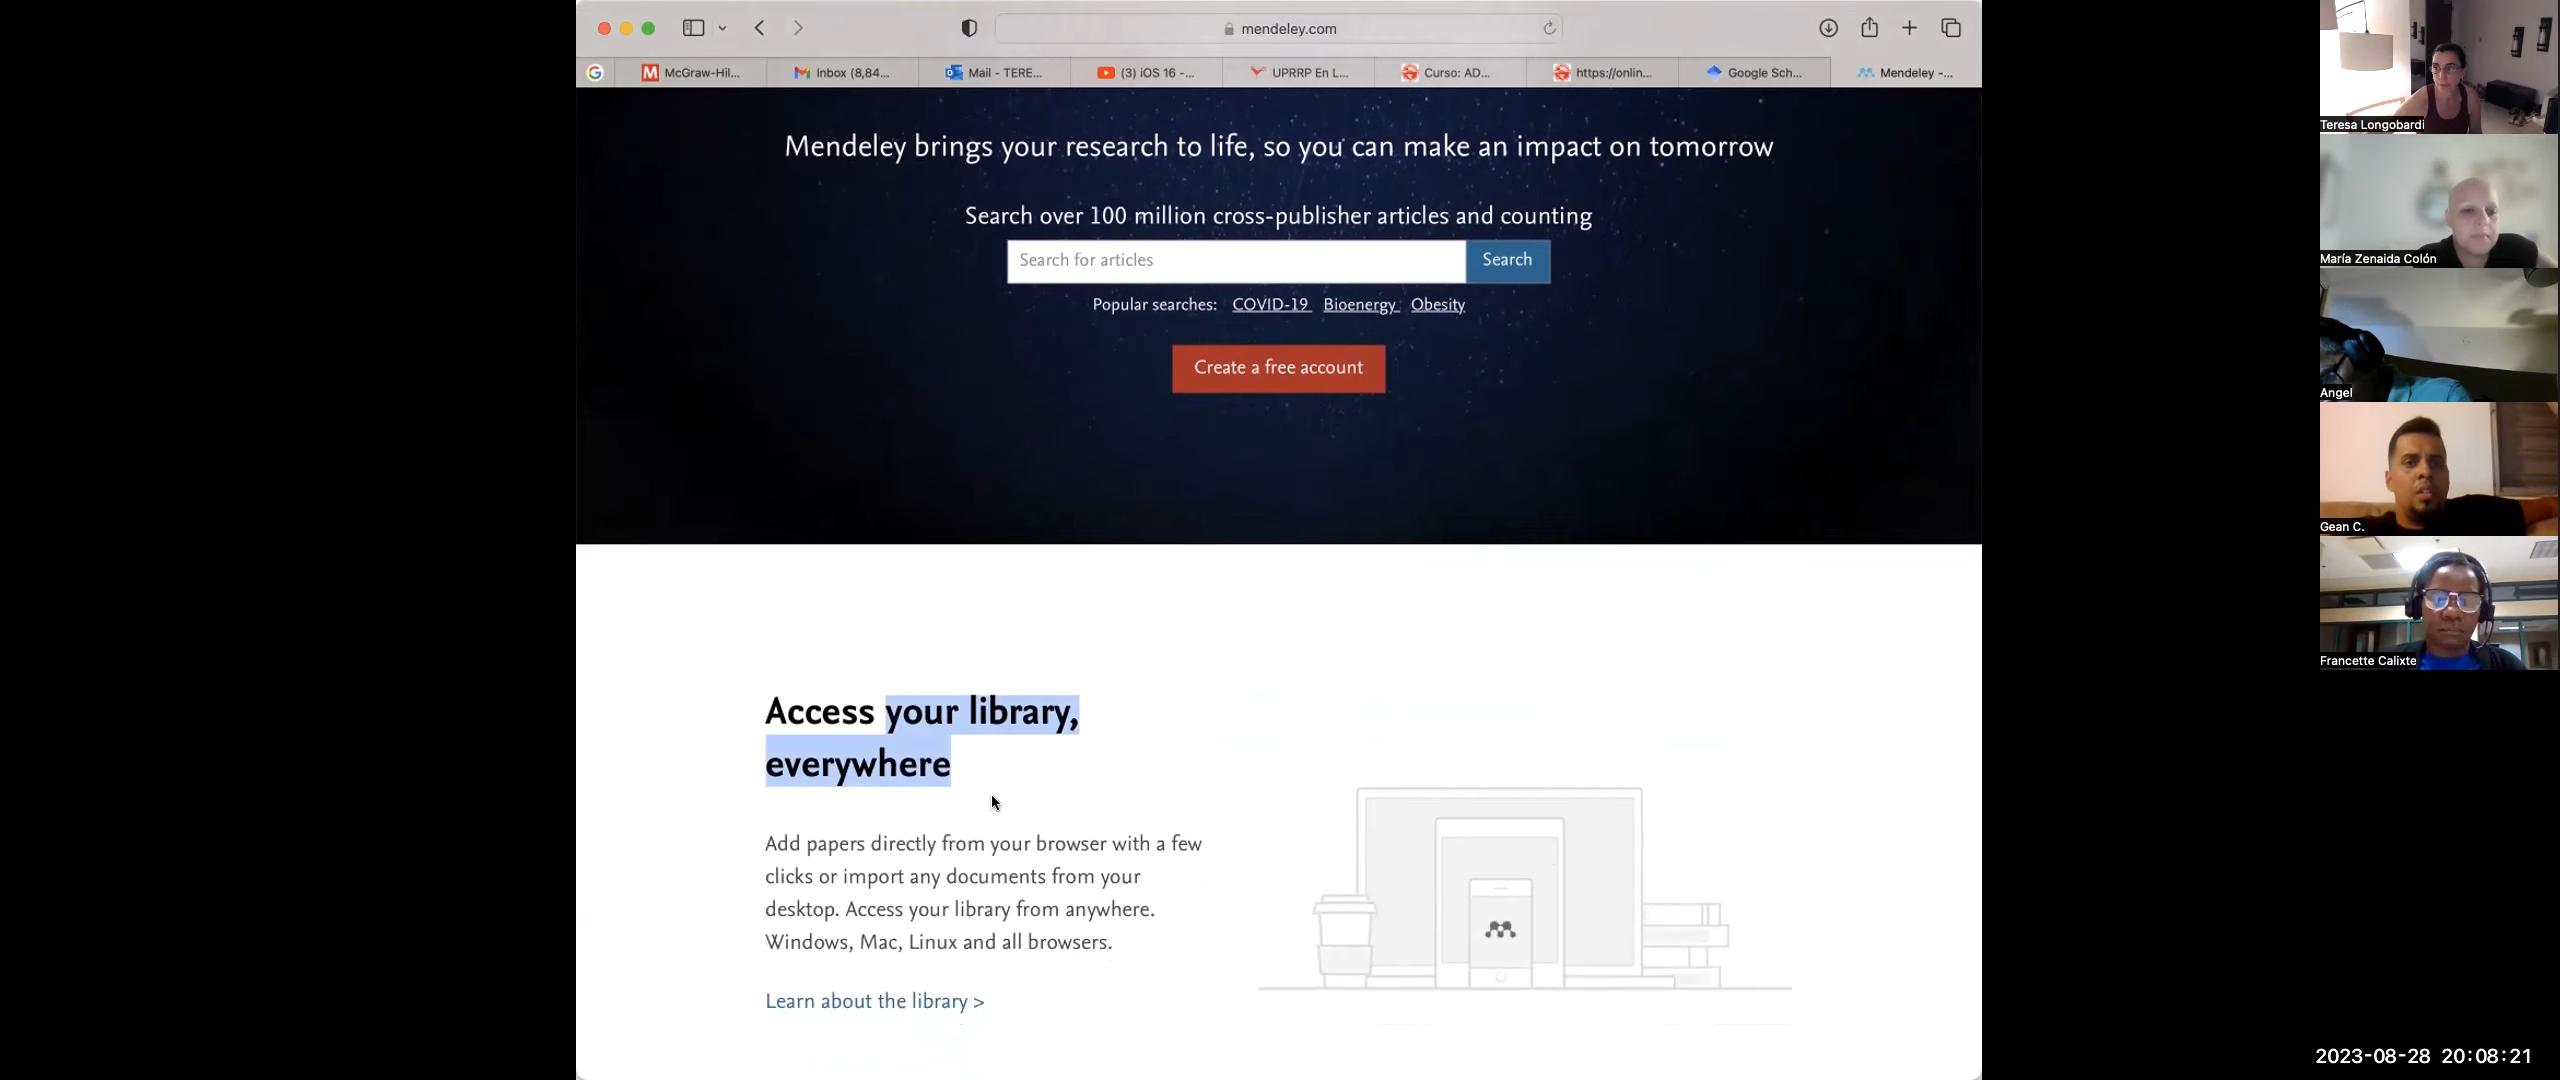 mendeley.com
McGraw-Hil...
Inbox (8,84...
Mail - TERE...
(3) iOS 16 -...
UPRRP En L...
Curso: AD...
https://onlin...
Google Sch...
Mendeley -...
Mendeley brings your research to life, so you can make an impact on tomorrow
Search over 100 million cross-publisher articles and counting
Search for articles
Search
Popular searches: COVID-19 Bioenergy Obesity
Create a free account
Access your library,
everywhere
Add papers directly from your browser with a few
clicks or import any documents from your
desktop. Access your library from anywhere.
Windows, Mac, Linux and all browsers.
Learn about the library >
Teresa Longobardi
María Zenaida Colón
Angel
Gean C.
Francette Calixte
2023-08-28 20:08:21